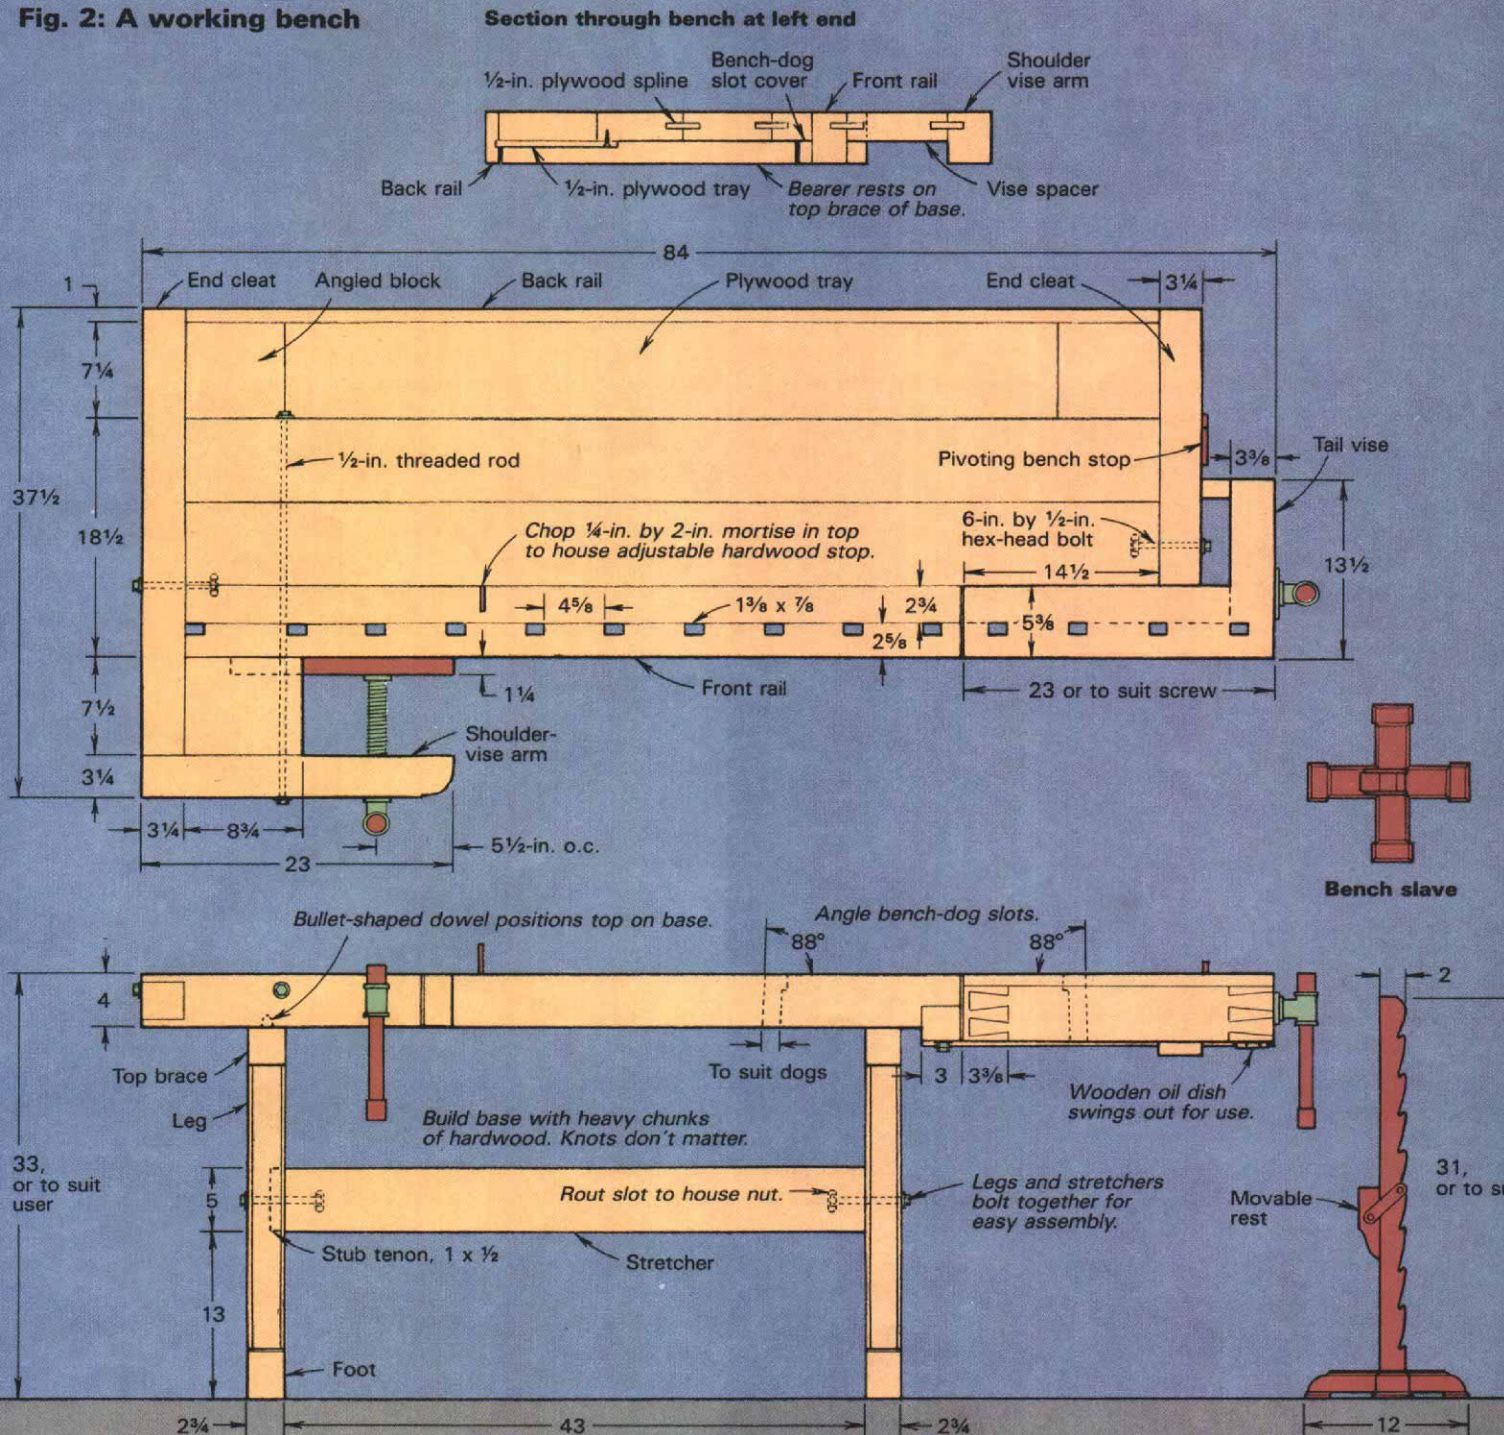 Fig. 2: A working bench
Section through bench at left end
½-in. plywood spline
Bench-dog
slot cover
Front rail
Shoulder
vise arm
Back rail
½-in. plywood tray
Bearer rests on
top brace of base.
Vise spacer
84
1
End cleat
Angled block
Back rail
Plywood tray
End cleat
3¼
7¼
½-in. threaded rod
Pivoting bench stop
3⅜
Tail vise
37½
18½
Chop ¼-in. by 2-in. mortise in top
to house adjustable hardwood stop.
6-in. by ½-in.
hex-head bolt
14½
13½
4⅝
1⅜ x ⅞
2¾
5⅜
2⅝
7½
1¼
Front rail
23 or to suit screw
Shoulder-
vise arm
3¼
3¼
8¾
5½-in. o.c.
23
Bench slave
Bullet-shaped dowel positions top on base.
Angle bench-dog slots.
88°
88°
2
4
Top brace
To suit dogs
3
3⅜
Leg
Build base with heavy chunks
of hardwood. Knots don't matter.
Wooden oil dish
swings out for use.
33,
or to suit
user
5
Rout slot to house nut.
Legs and stretchers
bolt together for
easy assembly.
Movable
rest
31,
or to su
Stub tenon, 1 x ½
Stretcher
13
Foot
2¾
43
2¾
12